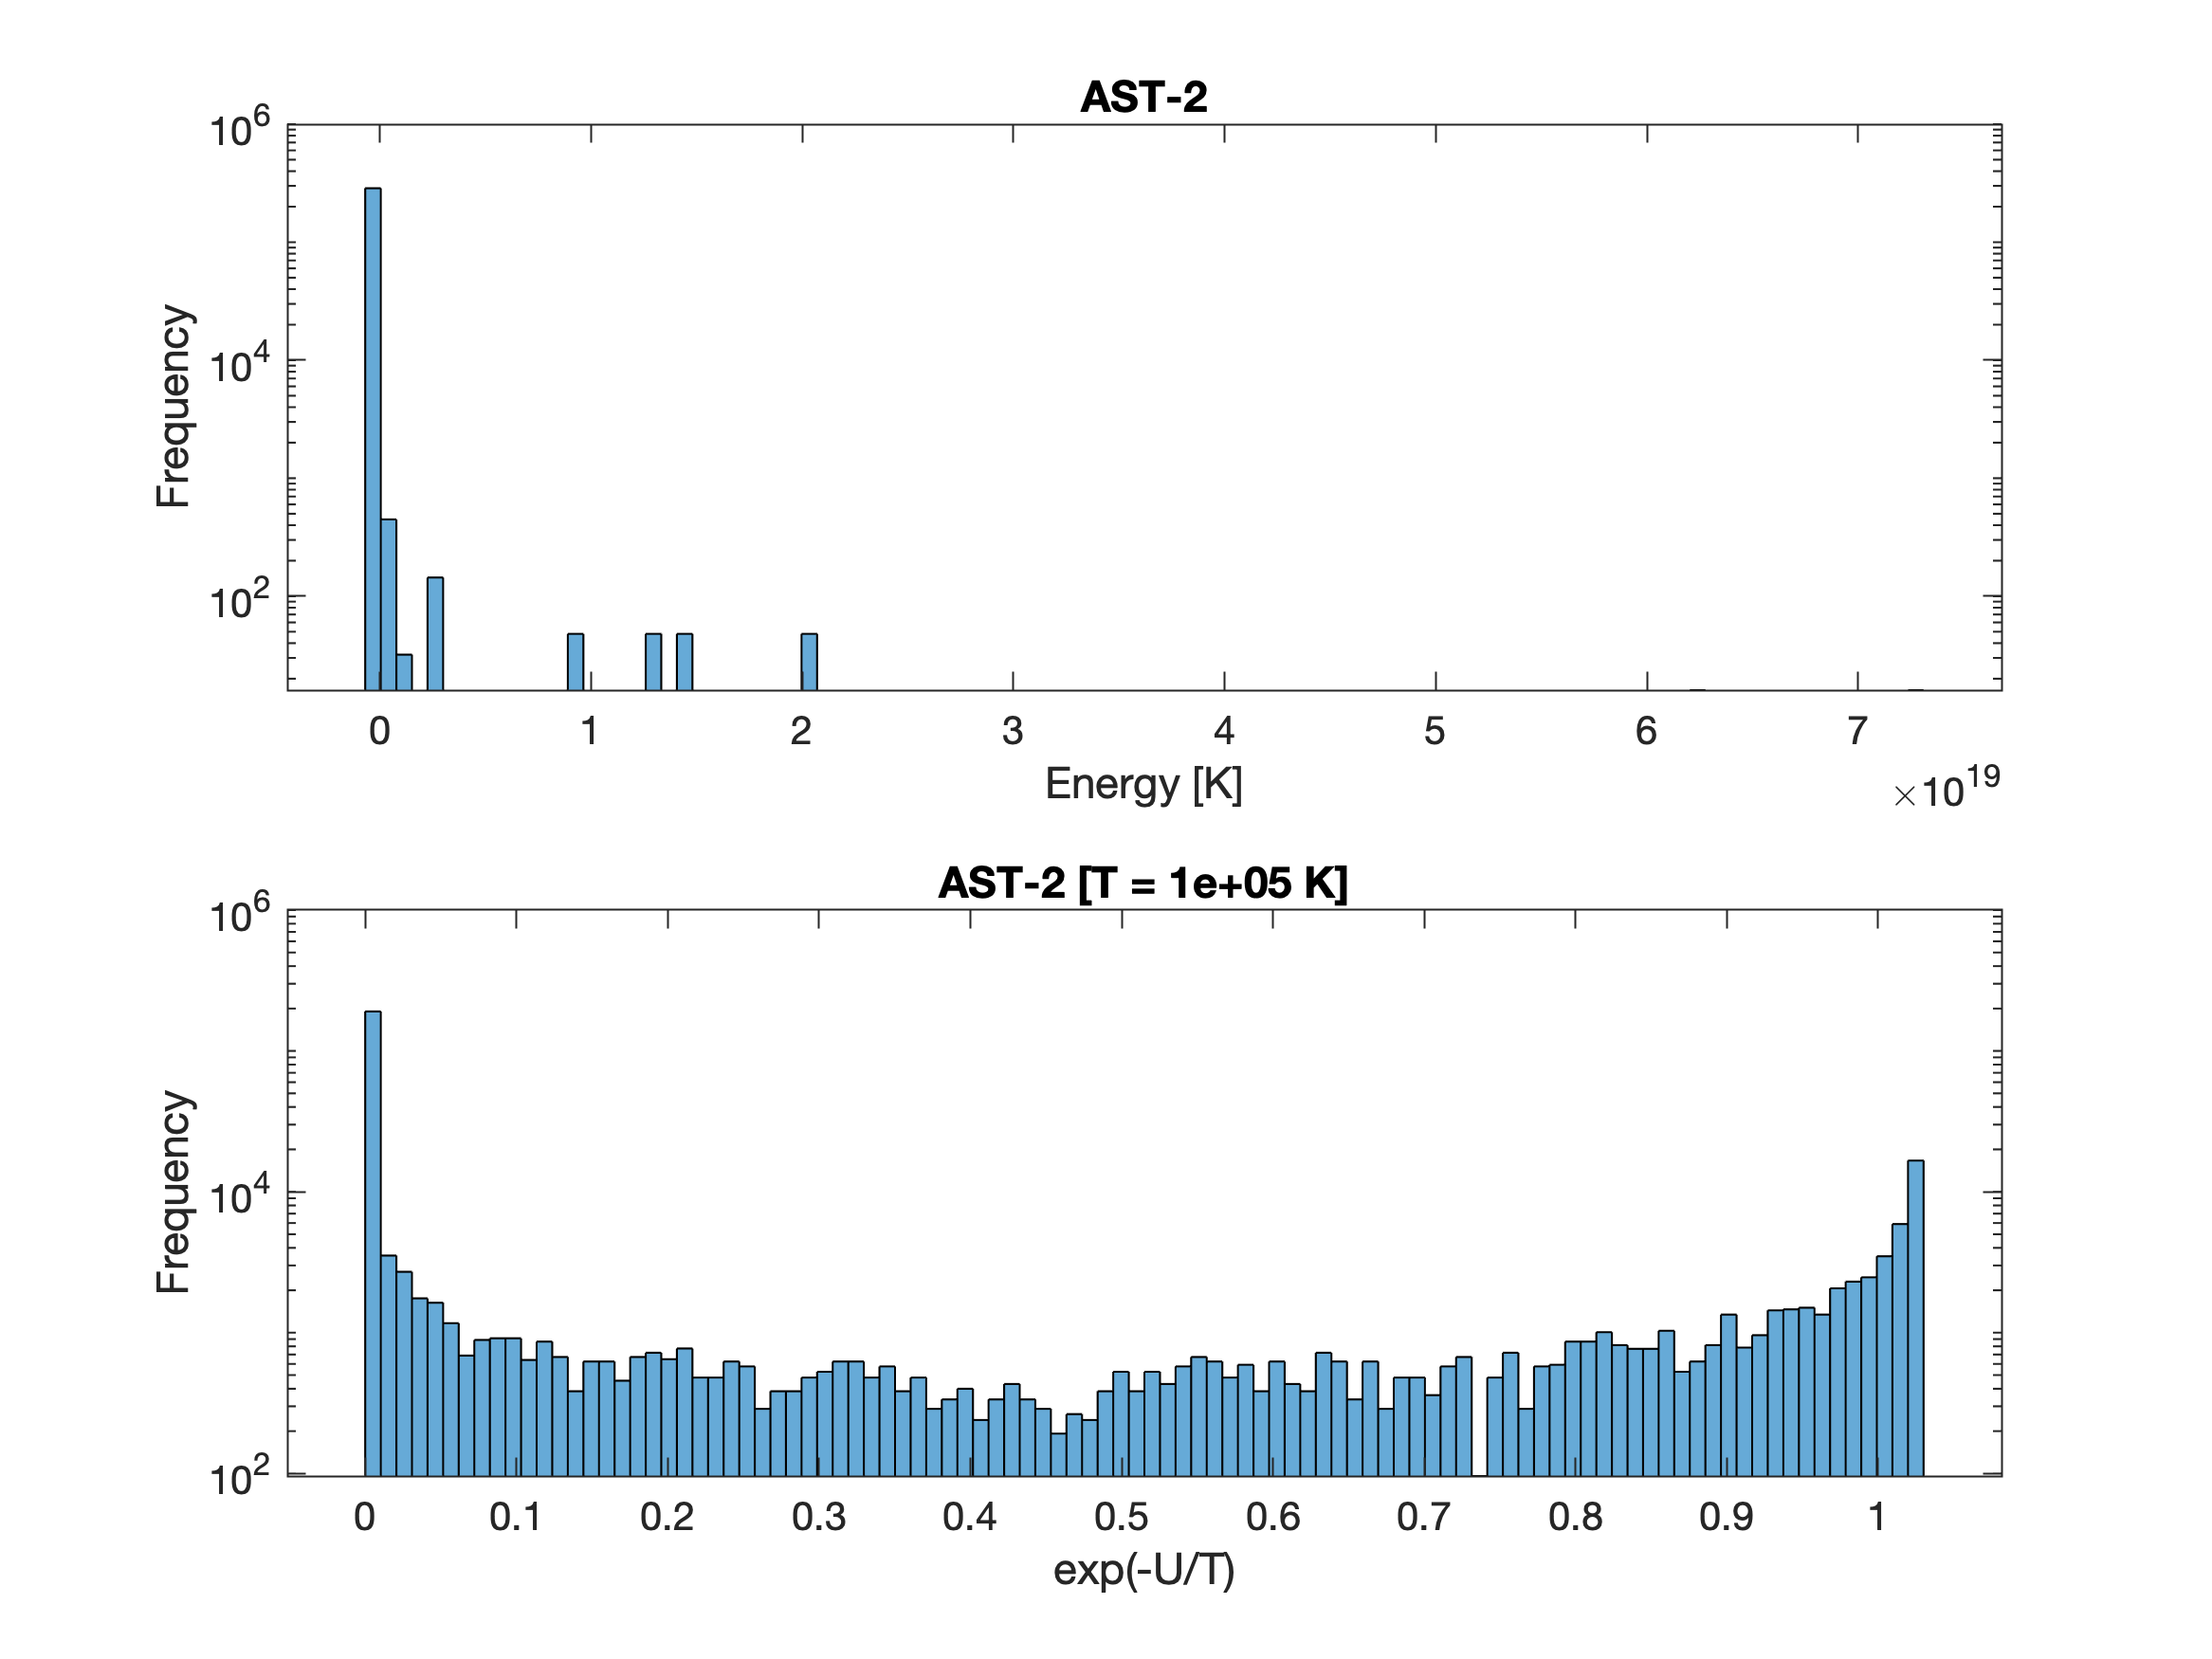 AST-2
10^6
10^4
10^2
Frequency
0 1 2 3 4 5 6 7
Energy [K]
×10^19
AST-2 [T = 1e+05 K]
10^6
10^4
10^2
Frequency
0 0.1 0.2 0.3 0.4 0.5 0.6 0.7 0.8 0.9 1
exp(-U/T)